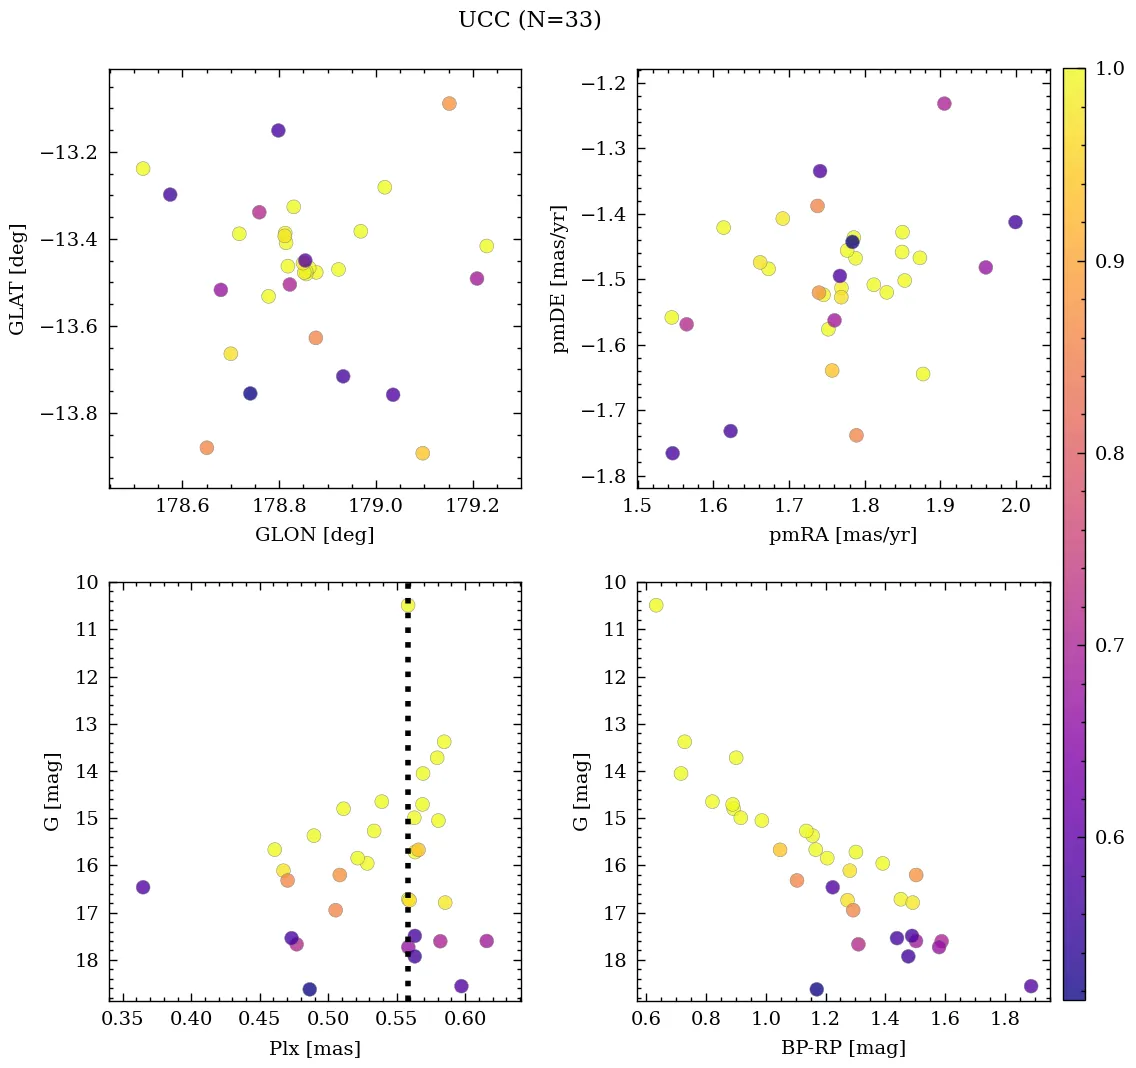 UCC (N=33)
−13.2
−13.4
−13.6
−13.8
GLAT [deg]
178.6 178.8 179.0 179.2
GLON [deg]
−1.2
−1.3
−1.4
−1.5
−1.6
−1.7
−1.8
pmDE [mas/yr]
1.5 1.6 1.7 1.8 1.9 2.0
pmRA [mas/yr]
1.0
0.9
0.8
0.7
0.6
10
11
12
13
14
15
16
17
18
G [mag]
0.35 0.40 0.45 0.50 0.55 0.60
Plx [mas]
10
11
12
13
14
15
16
17
18
G [mag]
0.6 0.8 1.0 1.2 1.4 1.6 1.8
BP-RP [mag]